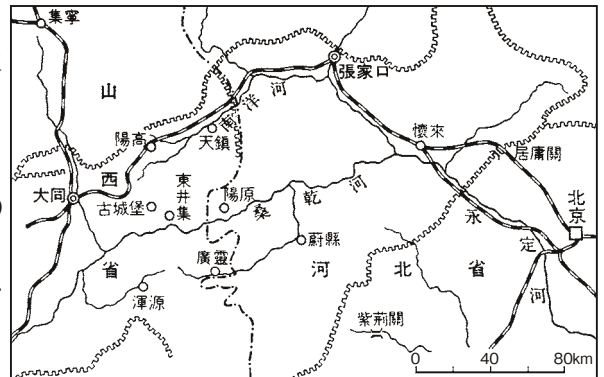 集寧
張家口
山
洋
河
南
懷來
居庸關
陽高
天鎮
西
大同
東井集
古城堡
陽原
桑
乾
河
北京
永
定
河
蔚縣
廣靈
省
河
北
省
渾源
紫荊關
0
40
80km